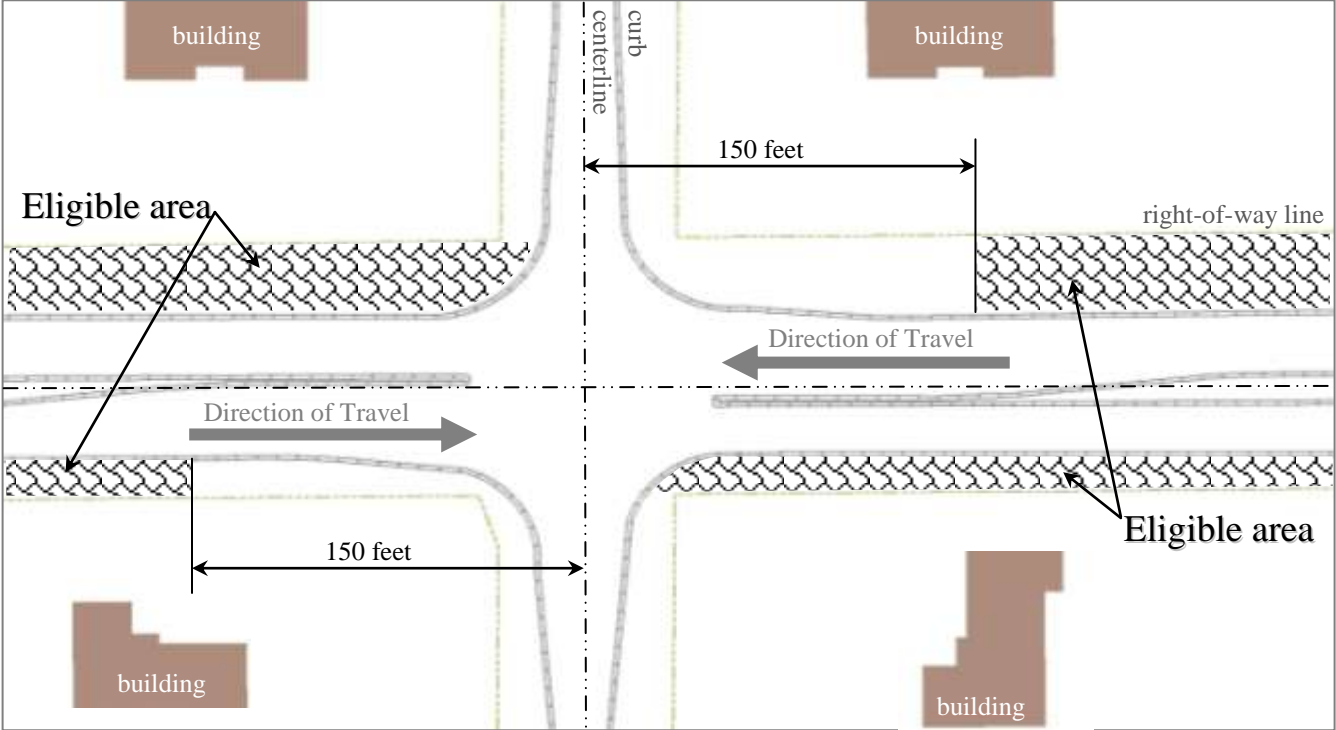 building
centerline
curb
building
150 feet
Eligible area
right-of-way line
Direction of Travel
Direction of Travel
150 feet
Eligible area
building
building